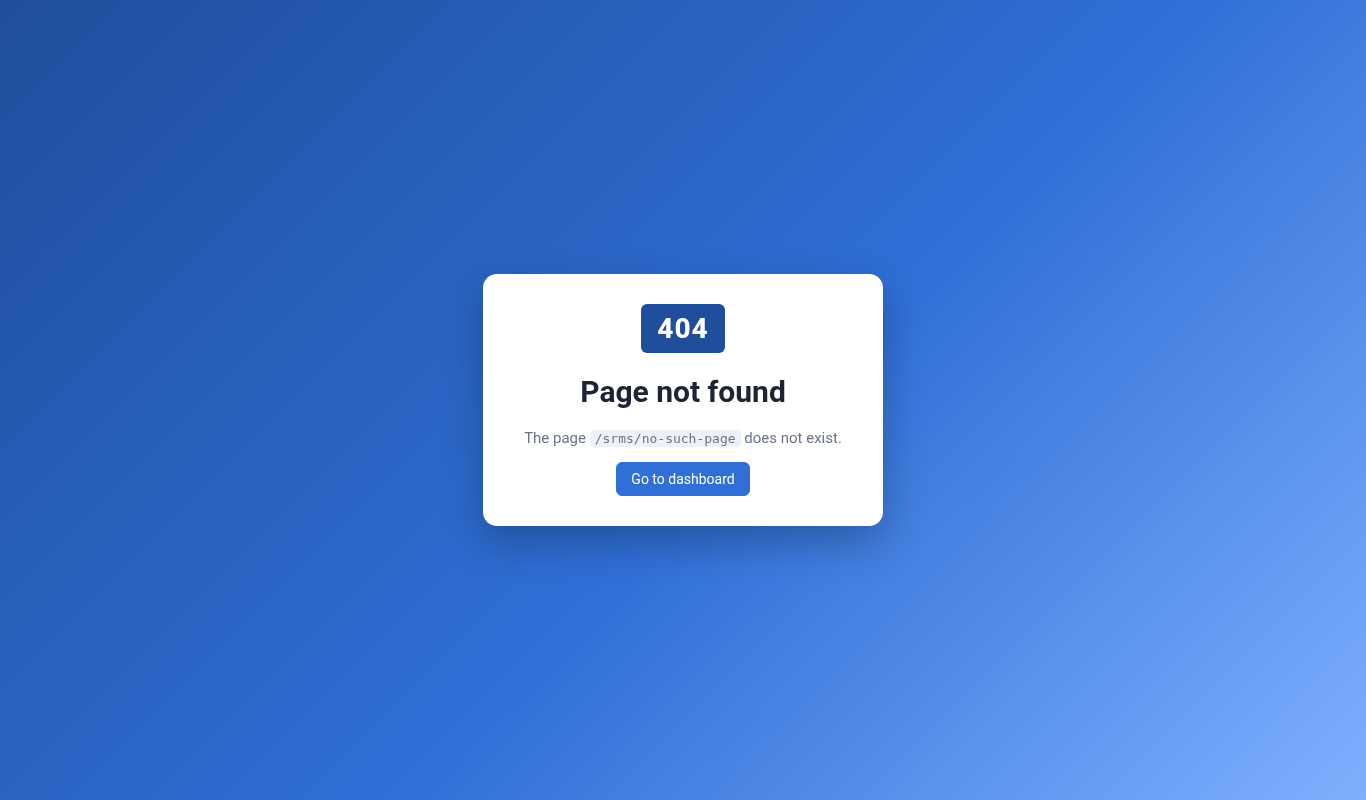 404
Page not found
The page /srms/no-such-page does not exist.
Go to dashboard